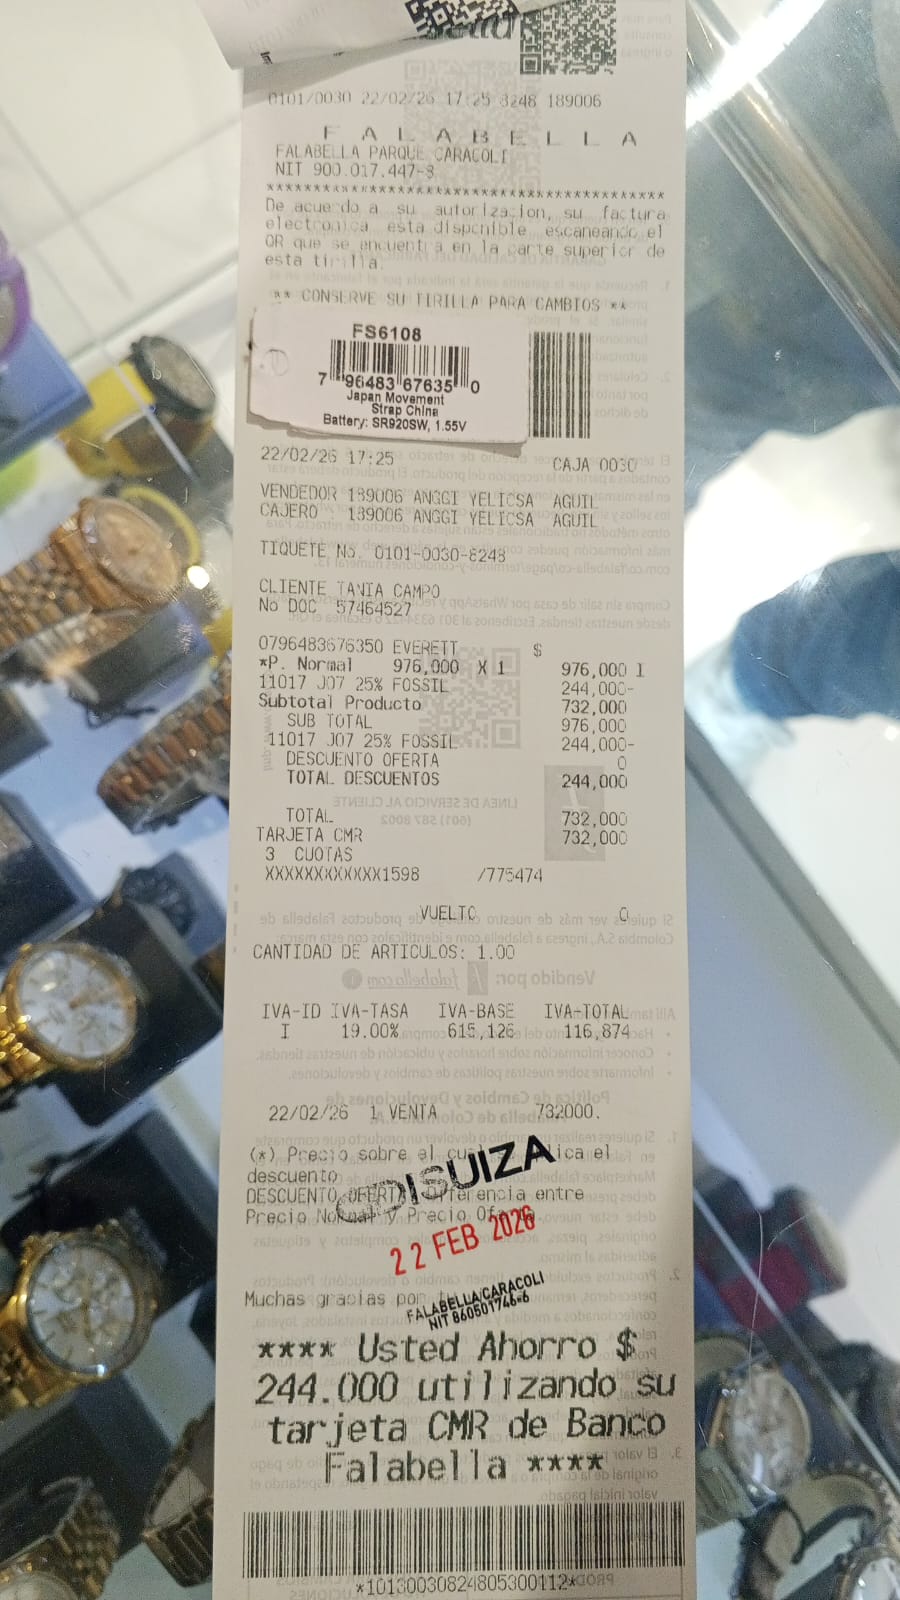 0101/0030 22/02/26 17:25 8248 189006
F A L A B E L L A
FALABELLA PARQUE CARACOLI
NIT 900.017.447-8
****************************************
De acuerdo a su autorizacion, su factura
electronica esta disponible escaneando el
QR que se encuentra en la parte superior de
esta tirilla.
** CONSERVE SU TIRILLA PARA CAMBIOS **
FS6108
7 96483 67635 0
Japan Movement
Strap China
Battery: SR920SW, 1.55V
22/02/26 17:25 CAJA 0030
VENDEDOR 189006 ANGGI YELICSA AGUIL
CAJERO 189006 ANGGI YELICSA AGUIL
TIQUETE No. 0101-0030-8248
CLIENTE TANIA CAMPO
No DOC 57464527
0796483676350 EVERETT $
*P. Normal 976,000 X 1 976,000 I
11017 J07 25% FOSSIL 244,000-
Subtotal Producto 732,000
SUB TOTAL 976,000
11017 J07 25% FOSSIL 244,000-
DESCUENTO OFERTA 0
TOTAL DESCUENTOS 244,000
TOTAL 732,000
TARJETA CMR 732,000
3 CUOTAS
XXXXXXXXXXXX1598 /775474
VUELTO 0
CANTIDAD DE ARTICULOS: 1.00
IVA-ID IVA-TASA IVA-BASE IVA-TOTAL
I 19.00% 615,126 116,874
22/02/26 1 VENTA 732000.
(*) Precio sobre el cual aplica el
descuento
DISUIZA
DESCUENTO OFERTA Diferencia entre
Precio Normal y Precio Oferta.
22 FEB 2026
Muchas gracias por
FALABELLA/CARACOLI
NIT 860501746-6
**** Usted Ahorro $
244.000 utilizando su
tarjeta CMR de Banco
Falabella ****
*10130030824805300112*